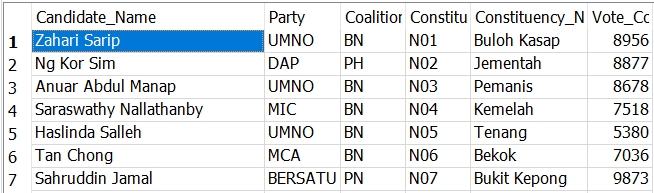 Candidate_Name Party Coalition Constitu Constituency_N Vote_Co
1 Zahari Sarip UMNO BN N01 Buloh Kasap 8956
2 Ng Kor Sim DAP PH N02 Jementah 8877
3 Anuar Abdul Manap UMNO BN N03 Pemanis 8678
4 Saraswathy Nallathanby MIC BN N04 Kemelah 7518
5 Haslinda Salleh UMNO BN N05 Tenang 5380
6 Tan Chong MCA BN N06 Bekok 7036
7 Sahruddin Jamal BERSATU PN N07 Bukit Kepong 9873